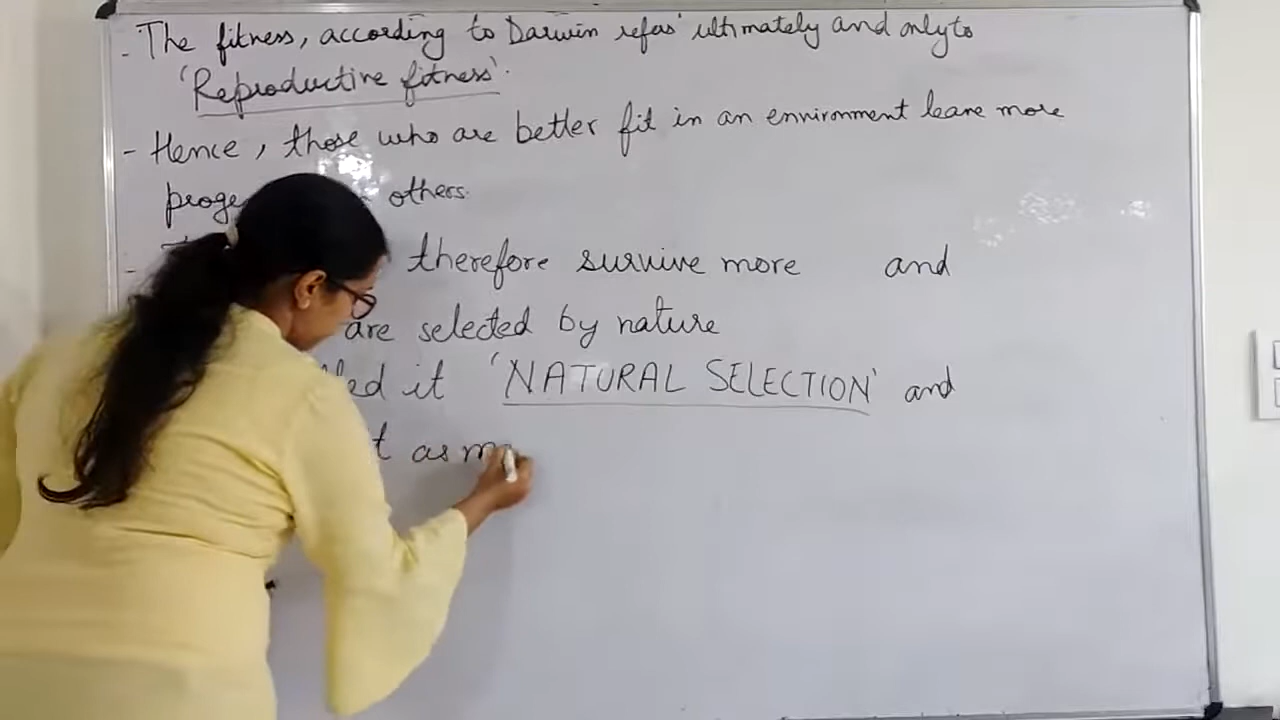 - The fitness, according to Darwin refers ultimately and only to
'Reproductive fitness'.
- Hence, those who are better fit in an environment leave more
others.
- therefore survive more and
are selected by nature
it 'NATURAL SELECTION' and
as